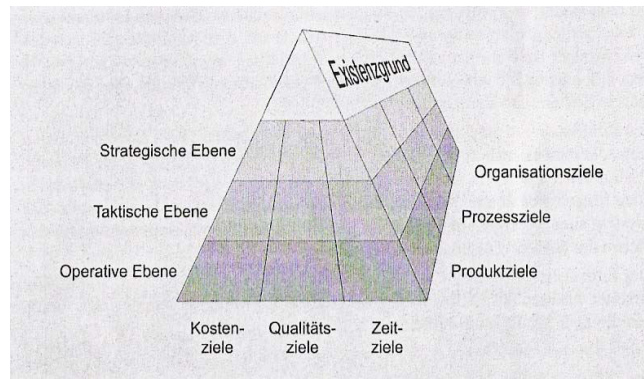 Existenzgrund
Strategische Ebene
Taktische Ebene
Operative Ebene
Organisationsziele
Prozessziele
Produktziele
Kosten-
ziele
Qualitäts-
ziele
Zeit-
ziele